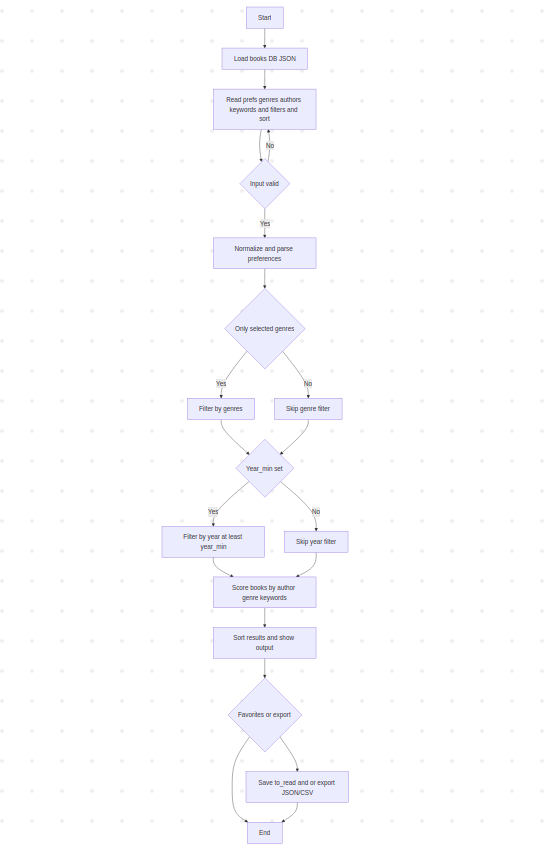 Start
Load books DB JSON
Read prefs genres authors
keywords and filters and
sort
No
Input valid
Yes
Normalize and parse
preferences
Only selected genres
Yes
No
Filter by genres
Skip genre filter
Year_min set
Yes
No
Filter by year at least
year_min
Skip year filter
Score books by author
genre keywords
Sort results and show
output
Favorites or export
Save to_read and or export
JSON/CSV
End